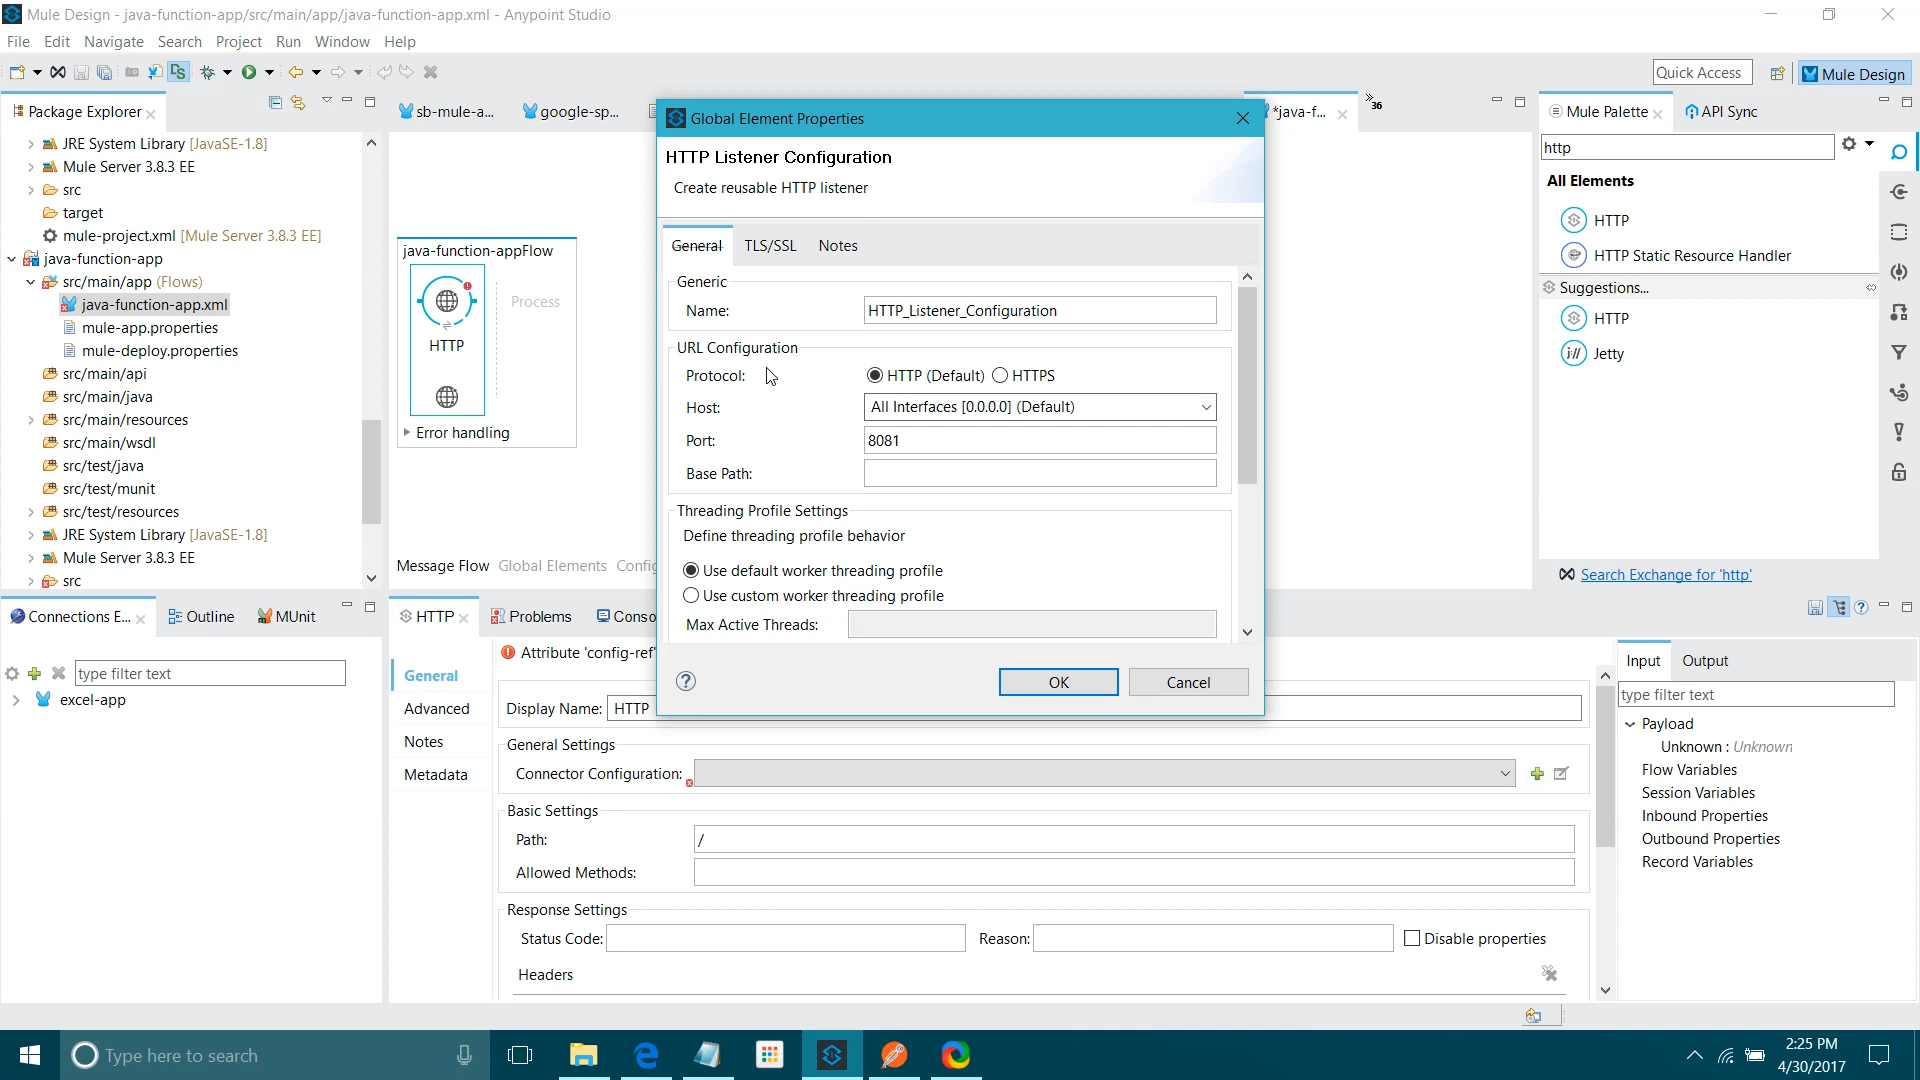 Mule Design - java-function-app/src/main/app/java-function-app.xml - Anypoint Studio
File Edit Navigate Search Project Run Window Help
Quick Access
Mule Design
Package Explorer
JRE System Library [JavaSE-1.8]
Mule Server 3.8.3 EE
src
target
mule-project.xml [Mule Server 3.8.3 EE]
java-function-app
src/main/app (Flows)
java-function-app.xml
mule-app.properties
mule-deploy.properties
src/main/api
src/main/java
src/main/resources
src/main/wsdl
src/test/java
src/test/munit
src/test/resources
JRE System Library [JavaSE-1.8]
Mule Server 3.8.3 EE
src
sb-mule-a...
google-sp...
*java-f...
36
java-function-appFlow
HTTP
Process
Error handling
Message Flow Global Elements
Global Element Properties
HTTP Listener Configuration
Create reusable HTTP listener
General TLS/SSL Notes
Generic
Name: HTTP_Listener_Configuration
URL Configuration
Protocol: HTTP (Default) HTTPS
Host: All Interfaces [0.0.0.0] (Default)
Port: 8081
Base Path:
Threading Profile Settings
Define threading profile behavior
Use default worker threading profile
Use custom worker threading profile
Max Active Threads:
OK Cancel
Mule Palette
API Sync
http
All Elements
HTTP
HTTP Static Resource Handler
Suggestions...
HTTP
Jetty
Search Exchange for 'http'
Connections E...
Outline
MUnit
type filter text
excel-app
HTTP
Problems
Conso
Attribute 'config-ref'
General
Advanced
Notes
Metadata
Display Name: HTTP
General Settings
Connector Configuration:
Basic Settings
Path: /
Allowed Methods:
Response Settings
Status Code:
Reason:
Disable properties
Headers
Input Output
type filter text
Payload
Unknown : Unknown
Flow Variables
Session Variables
Inbound Properties
Outbound Properties
Record Variables
Type here to search
2:25 PM
4/30/2017